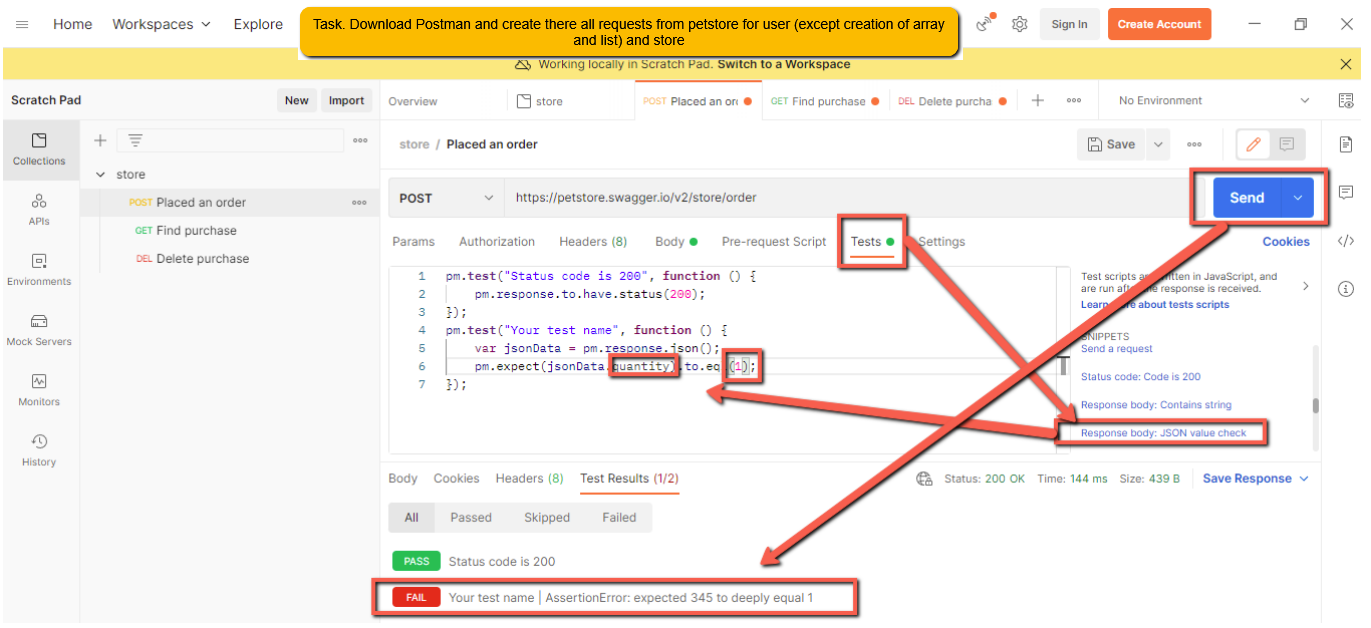 Home Workspaces Explore
Task. Download Postman and create there all requests from petstore for user (except creation of array
and list) and store
Sign In Create Account
Working locally in Scratch Pad. Switch to a Workspace
Scratch Pad New Import
Overview store POST Placed an or GET Find purchase DEL Delete purcha No Environment
Collections
APIs
Environments
Mock Servers
Monitors
History
store
POST Placed an order
GET Find purchase
DEL Delete purchase
store / Placed an order Save
POST https://petstore.swagger.io/v2/store/order Send
Params Authorization Headers (8) Body Pre-request Script Tests Settings Cookies
1 pm.test("Status code is 200", function () {
2 pm.response.to.have.status(200);
3 });
4 pm.test("Your test name", function () {
5 var jsonData = pm.response.json();
6 pm.expect(jsonData.quantity).to.eq (1);
7 });
Test scripts are written in JavaScript, and
are run after the response is received.
Learn more about tests scripts
SNIPPETS
Send a request
Status code: Code is 200
Response body: Contains string
Response body: JSON value check
Body Cookies Headers (8) Test Results (1/2) Status: 200 OK Time: 144 ms Size: 439 B Save Response
All Passed Skipped Failed
PASS Status code is 200
FAIL Your test name | AssertionError: expected 345 to deeply equal 1